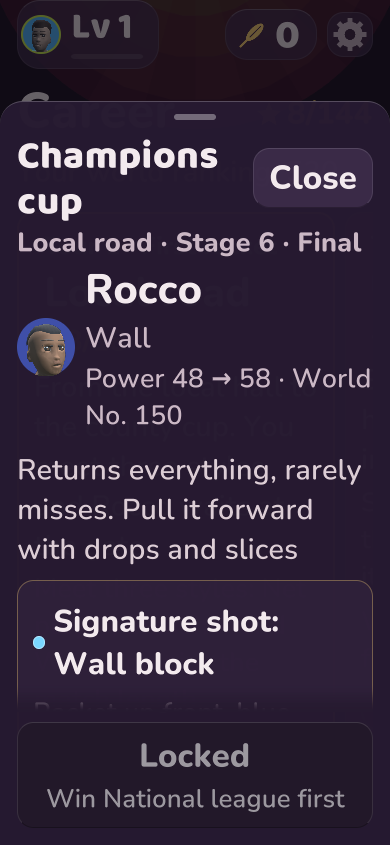 Lv 1
0
Champions
cup
Close
Local road · Stage 6 · Final
Rocco
Wall
Power 48 → 58 · World
No. 150
Returns everything, rarely
misses. Pull it forward
with drops and slices
Signature shot:
Wall block
Locked
Win National league first